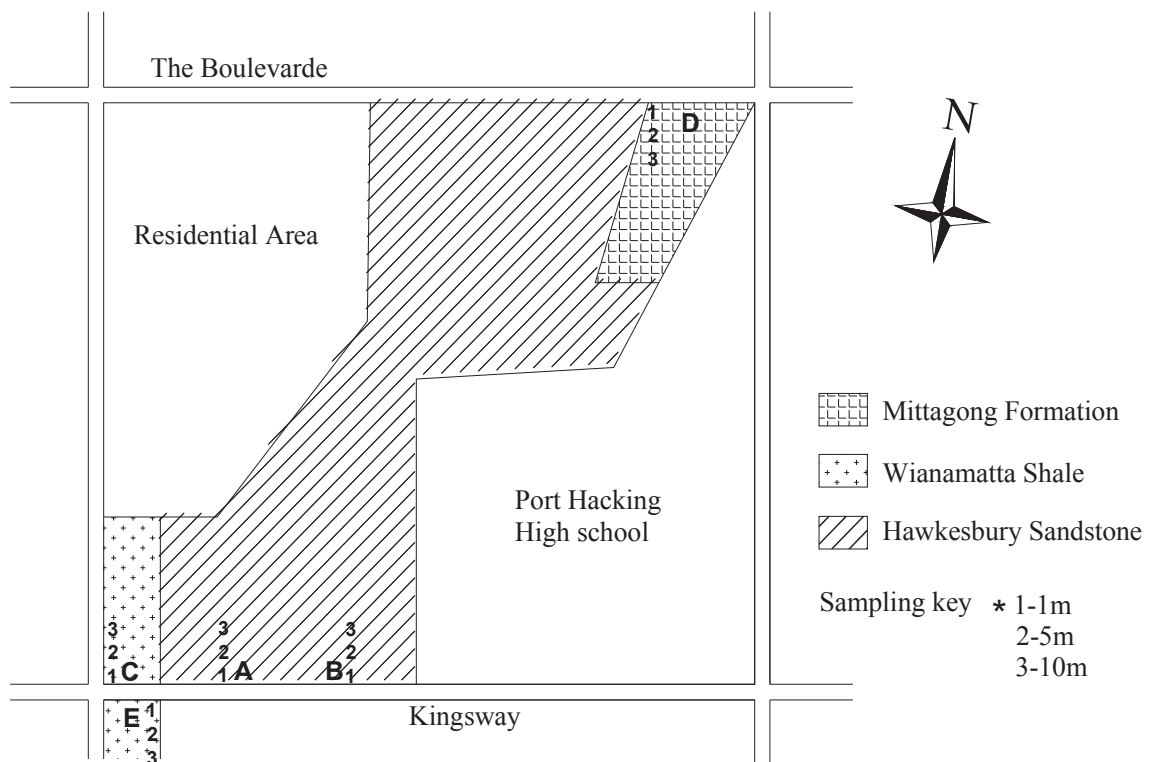 The Boulevarde
N
1
2
3
D
Residential Area
Mittagong Formation
Wianamatta Shale
Hawkesbury Sandstone
Port Hacking
High school
Sampling key * 1-1m
2-5m
3-10m
3
2
1 C
3
2
1 A
3
2
B 1
E 1
2
3
Kingsway